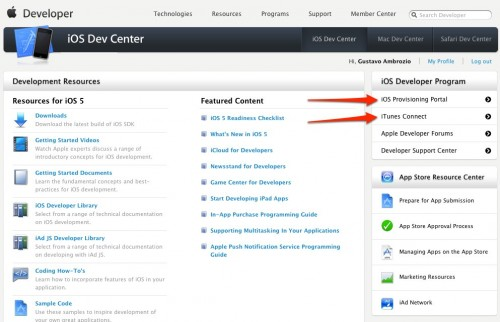 Developer
Technologies Resources Programs Support Member Center Search Developer
iOS Dev Center
iOS Dev Center Mac Dev Center Safari Dev Center
Hi, Gustavo Ambrozio My Profile Log out
Development Resources
Resources for iOS 5
Downloads
Download the latest build of iOS SDK.
Getting Started Videos
Watch Apple experts discuss a range of
introductory concepts for iOS development.
Getting Started Documents
Learn the fundamental concepts and best-
practices for iOS development.
iOS Developer Library
Select from a range of technical documentation
on developing with iOS.
iAd JS Developer Library
Select from a range of technical documentation
on developing with iAd JS.
Coding How-To's
Learn how to incorporate features of iOS in your
application.
Sample Code
Use these samples to inspire development of
your own great applications.
Featured Content
iOS 5 Readiness Checklist
What's New in iOS 5
iCloud for Developers
Newsstand for Developers
Game Center for Developers
Start Developing iPad Apps
In-App Purchase Programming Guide
Supporting Multitasking in Your Applications
Apple Push Notification Service Programming
Guide
iOS Developer Program
iOS Provisioning Portal
iTunes Connect
Apple Developer Forums
Developer Support Center
App Store Resource Center
Prepare for App Submission
App Store Approval Process
Managing Apps on the App Store
Marketing Resources
iAd Network